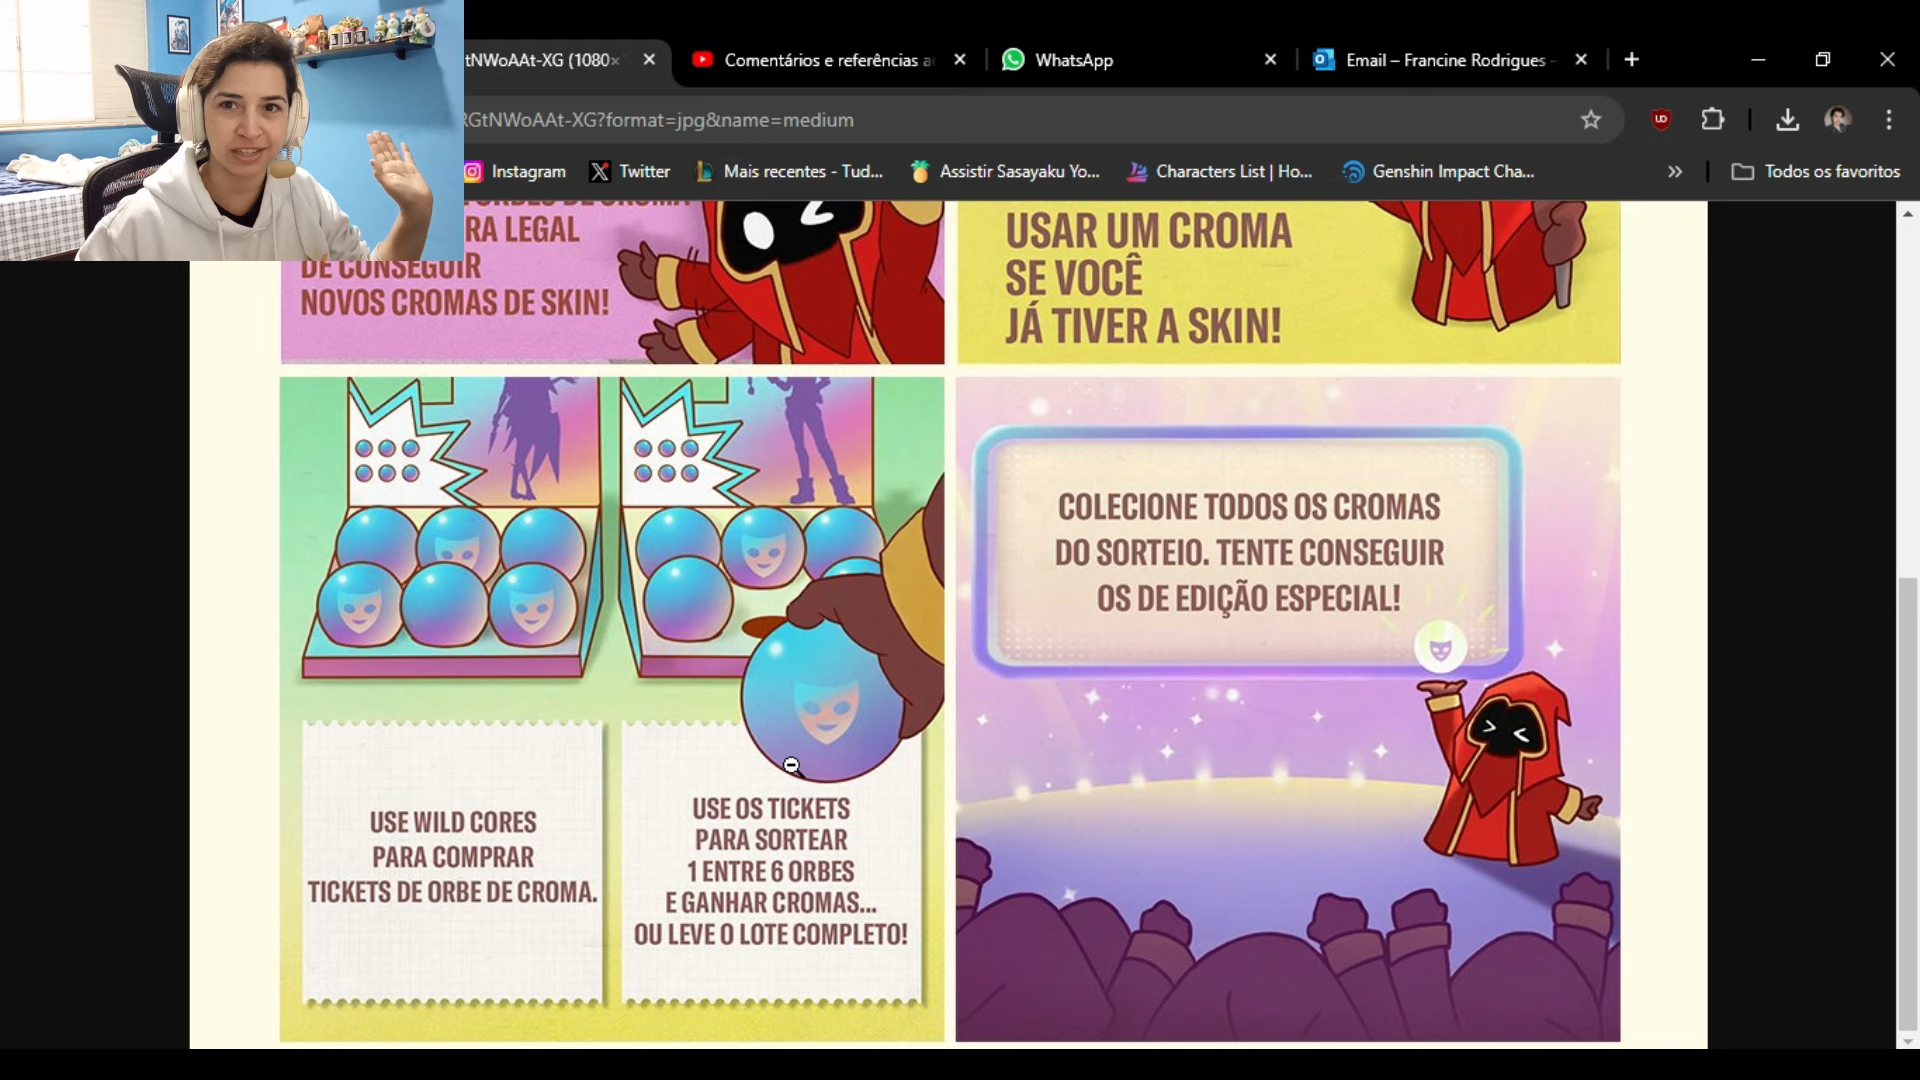 tNWoAAt-XG (1080×
Comentários e referências a
WhatsApp
Email – Francine Rodrigues -
RGtNWoAAt-XG?format=jpg&name=medium
Instagram
Twitter
Mais recentes - Tud...
Assistir Sasayaku Yo...
Characters List | Ho...
Genshin Impact Cha...
»
Todos os favoritos
RA LEGAL
DE CONSEGUIR
NOVOS CROMAS DE SKIN!
USAR UM CROMA
SE VOCÊ
JÁ TIVER A SKIN!
USE WILD CORES
PARA COMPRAR
TICKETS DE ORBE DE CROMA.
USE OS TICKETS
PARA SORTEAR
1 ENTRE 6 ORBES
E GANHAR CROMAS...
OU LEVE O LOTE COMPLETO!
COLECIONE TODOS OS CROMAS
DO SORTEIO. TENTE CONSEGUIR
OS DE EDIÇÃO ESPECIAL!